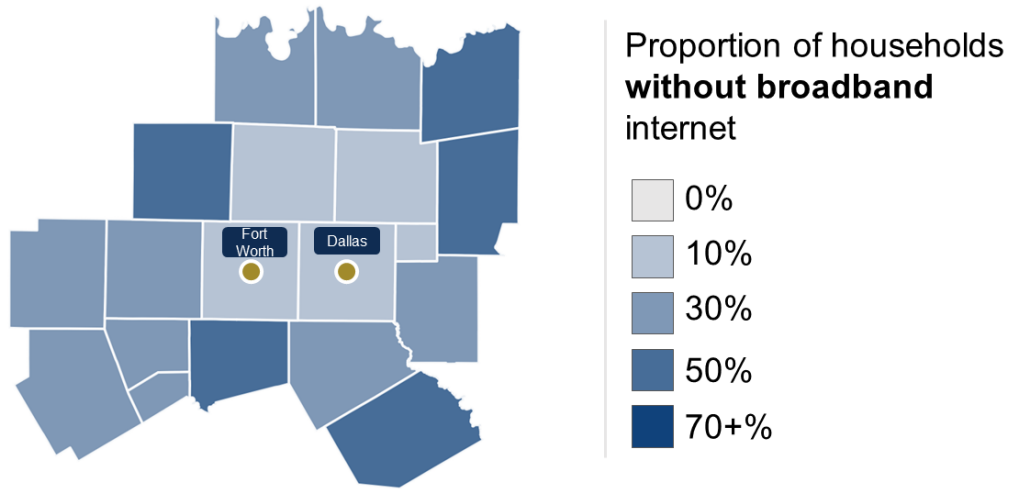 Fort
Worth
Dallas
Proportion of households
without broadband
internet
0%
10%
30%
50%
70+%